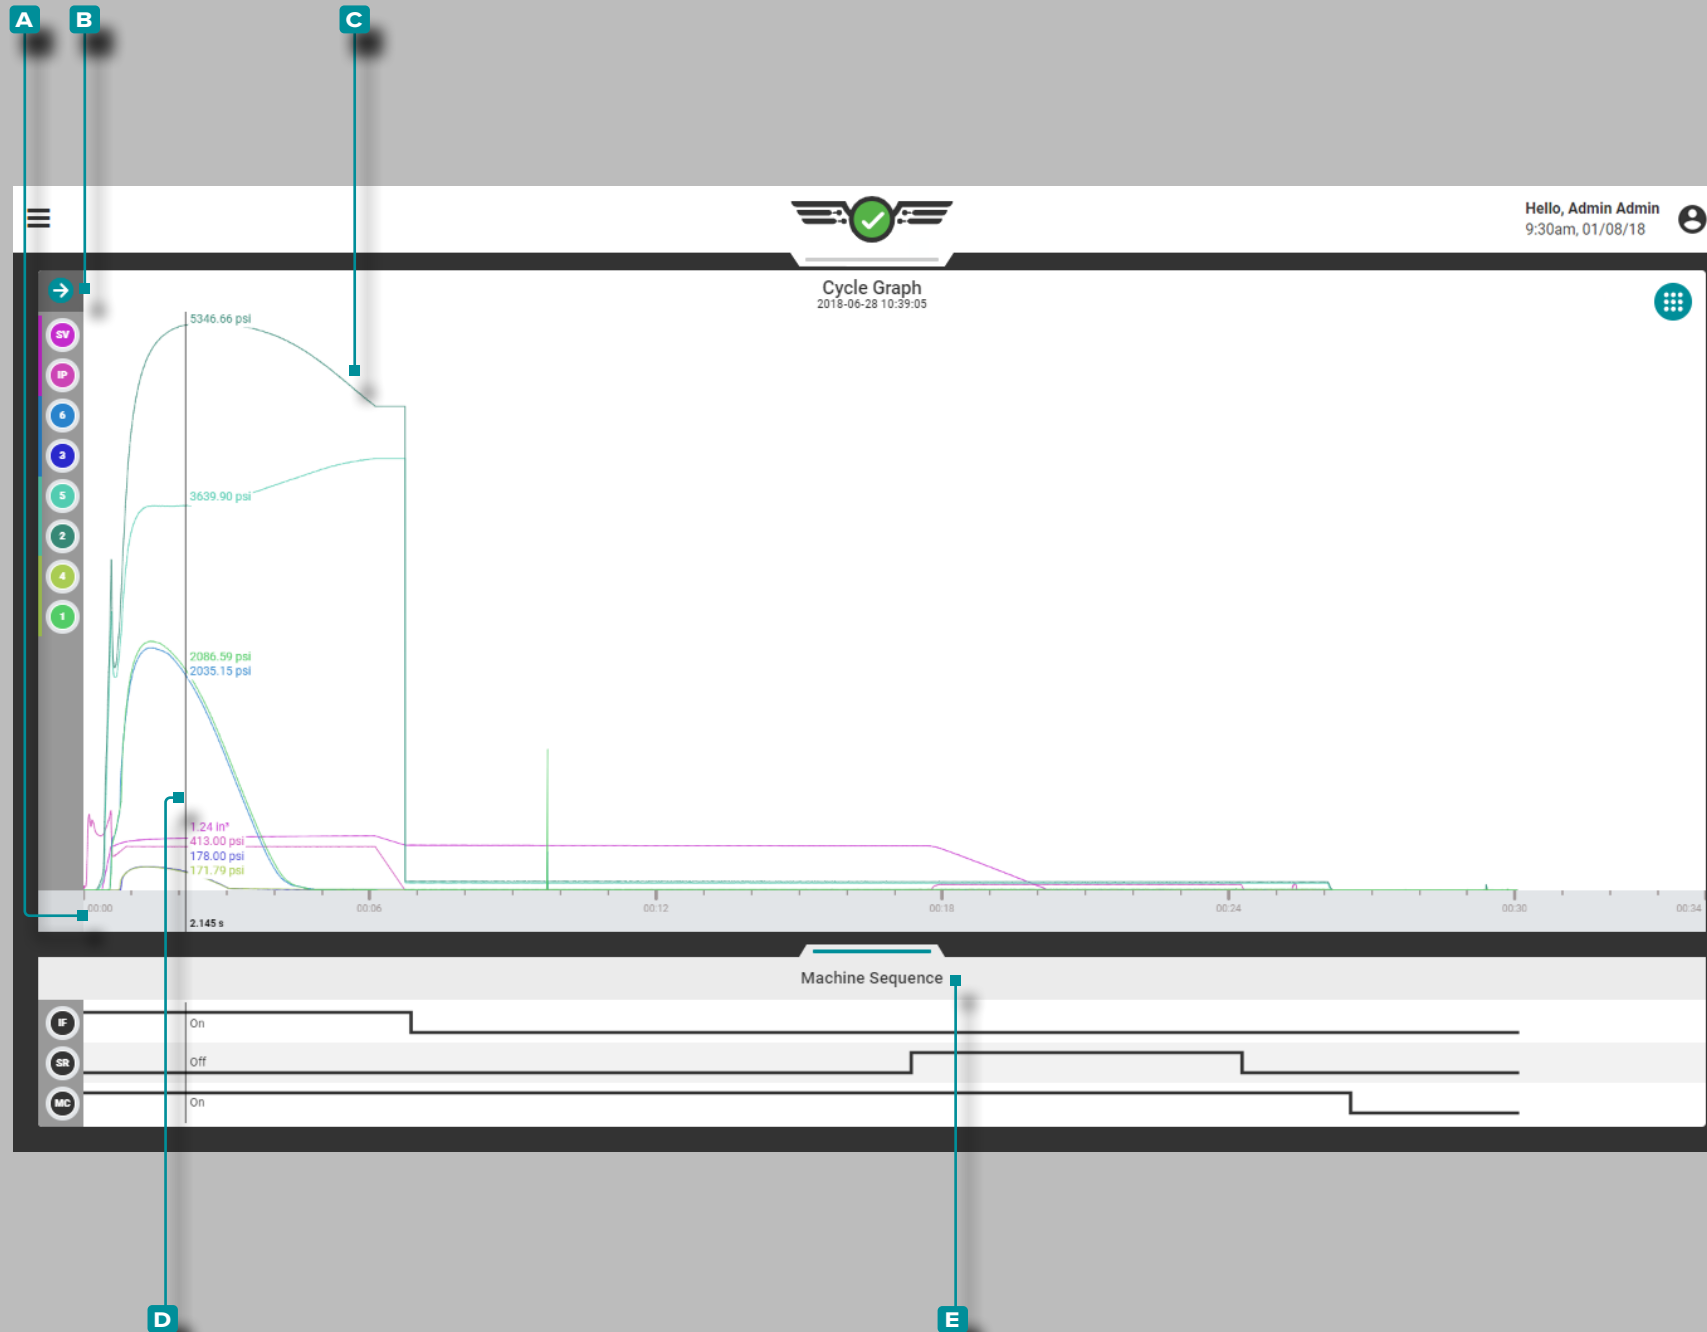 A B C
Hello, Admin Admin
9:30am, 01/08/18
Cycle Graph
2018-06-28 10:39:05
SV
IP
6
3
5
2
4
1
5346.66 psi
3639.90 psi
2086.59 psi
2035.15 psi
1.24 in³
413.00 psi
178.00 psi
171.79 psi
00:00 00:06 00:12 00:18 00:24 00:30 00:34
2.145 s
Machine Sequence
IF On
SR Off
MC On
D E